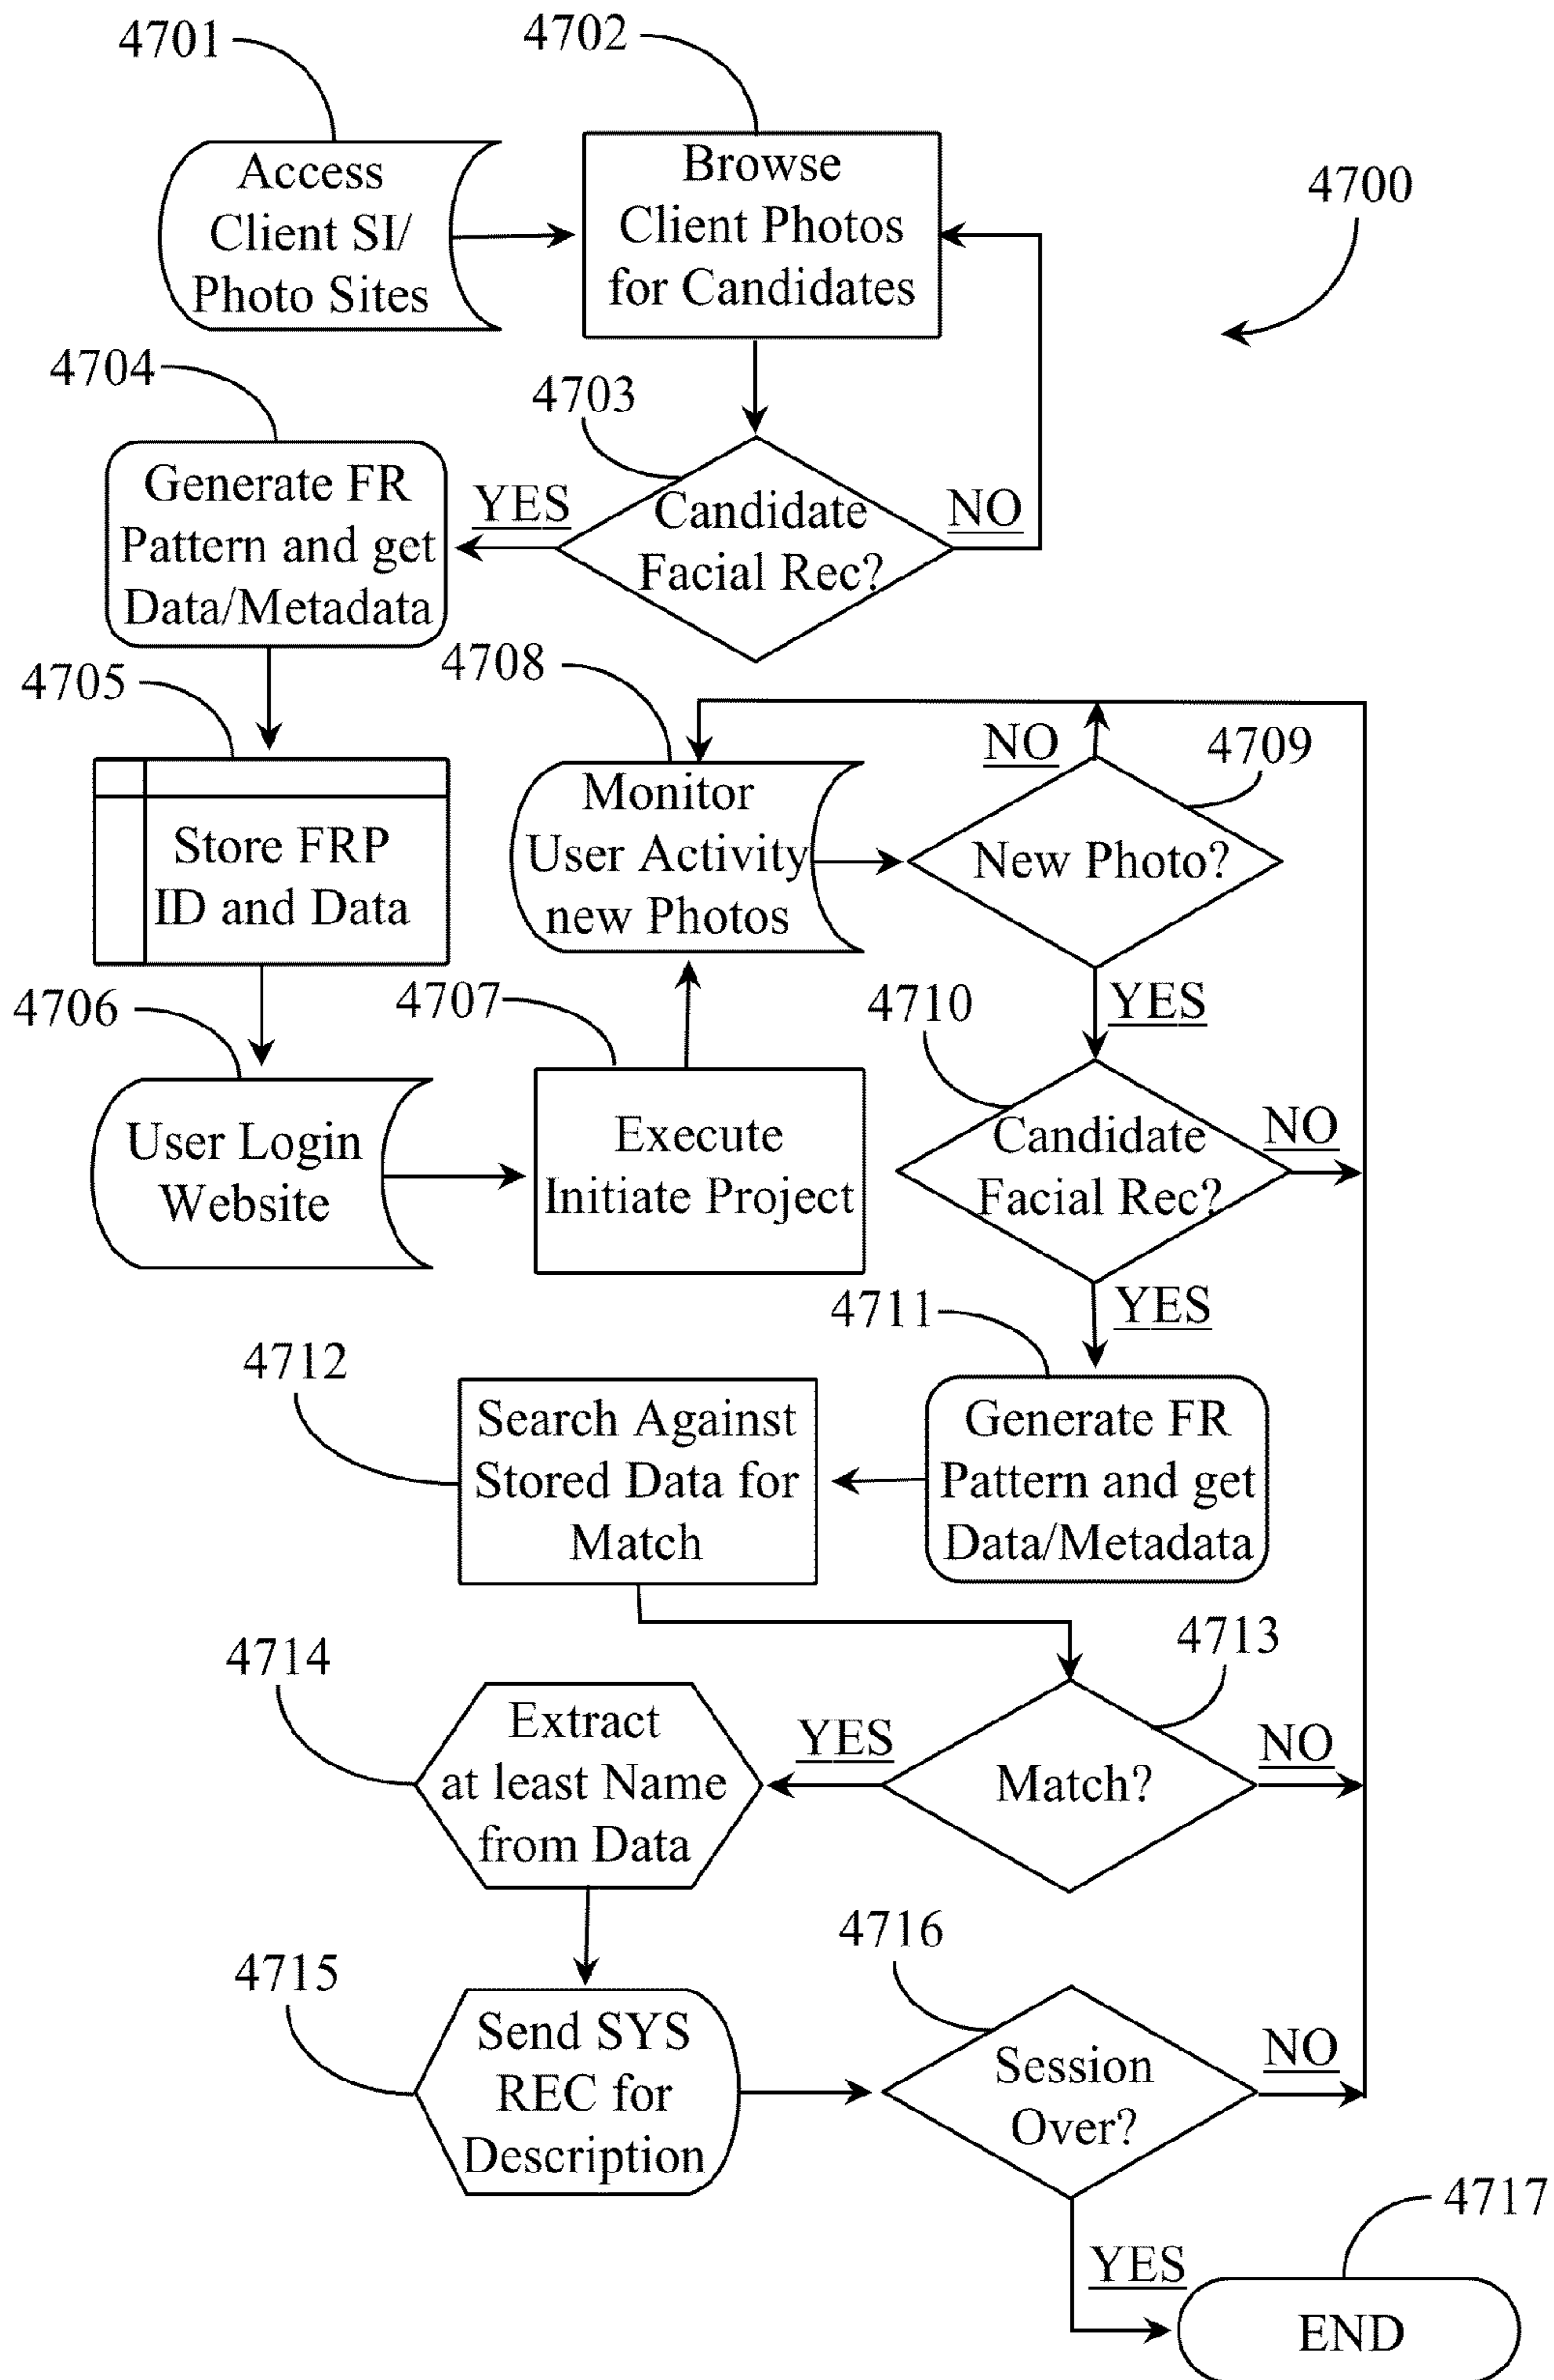 4701
4702
Access
Client SI/
Photo Sites
Browse
Client Photos
for Candidates
4700
4704
4703
Generate FR
Pattern and get
Data/Metadata
YES
Candidate
Facial Rec?
NO
4705
4708
Store FRP
ID and Data
Monitor
User Activity
new Photos
NO
4709
New Photo?
YES
4706
4707
4710
User Login
Website
Execute
Initiate Project
Candidate
Facial Rec?
NO
YES
4711
4712
Search Against
Stored Data for
Match
Generate FR
Pattern and get
Data/Metadata
4713
4714
Extract
at least Name
from Data
YES
Match?
NO
4716
4715
Send SYS
REC for
Description
Session
Over?
NO
4717
YES
END